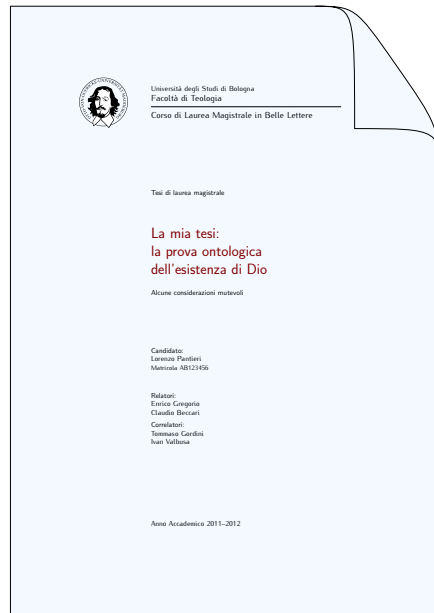 Università degli Studi di Bologna
Facoltà di Teologia
Corso di Laurea Magistrale in Belle Lettere
Tesi di laurea magistrale
La mia tesi:
la prova ontologica
dell'esistenza di Dio
Alcune considerazioni mutevoli
Candidato:
Lorenzo Pantieri
Matricola AB123456
Relatori:
Enrico Gregorio
Claudio Beccari
Correlatori:
Tommaso Gordini
Ivan Valbusa
Anno Accademico 2011–2012